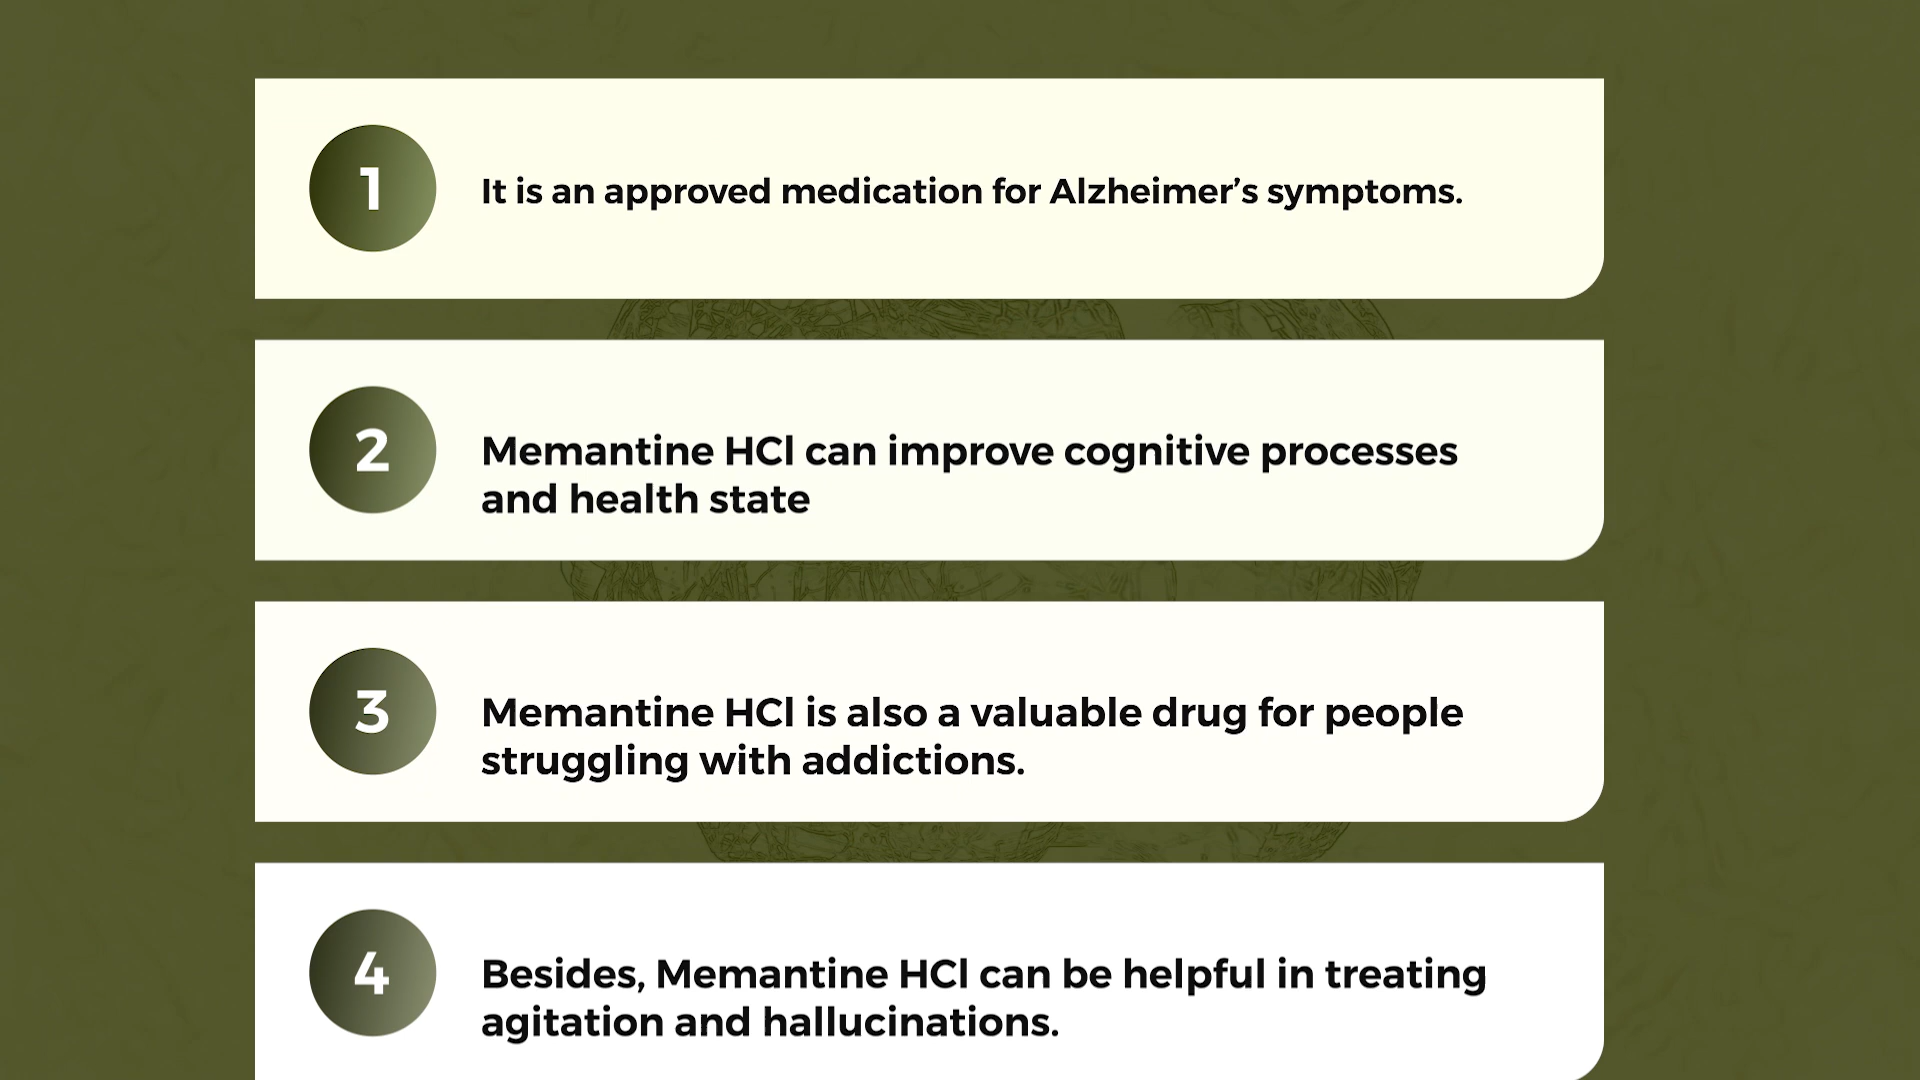 1
It is an approved medication for Alzheimer’s symptoms.
2
Memantine HCl can improve cognitive processes
and health state
3
Memantine HCl is also a valuable drug for people
struggling with addictions.
4
Besides, Memantine HCl can be helpful in treating
agitation and hallucinations.